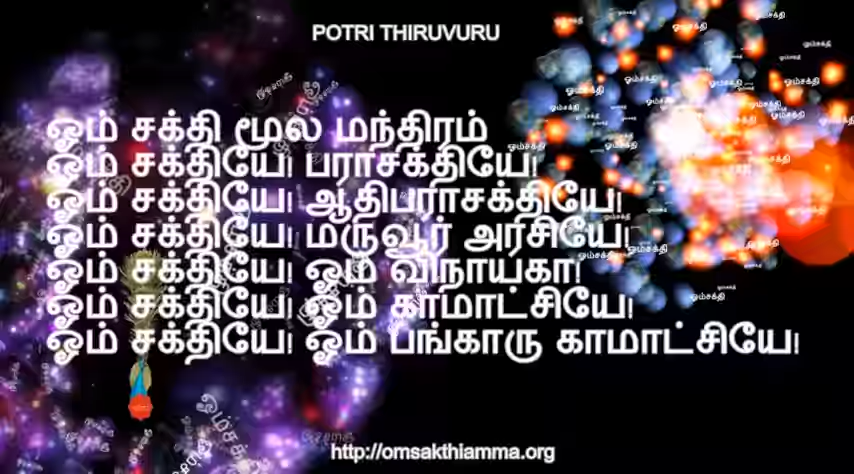 POTRI THIRUVURU
ஓம் சக்தி மூல மந்திரம்
ஓம் சக்தியே! பராசக்தியே!
ஓம் சக்தியே! ஆதிபராசக்தியே!
ஓம் சக்தியே! மருவூர் அரசியே!
ஓம் சக்தியே! ஓம் விநாயகா!
ஓம் சக்தியே! ஓம் காமாட்சியே!
ஓம் சக்தியே! ஓம் பங்காரு காமாட்சியே!
http://omsakthiamma.org